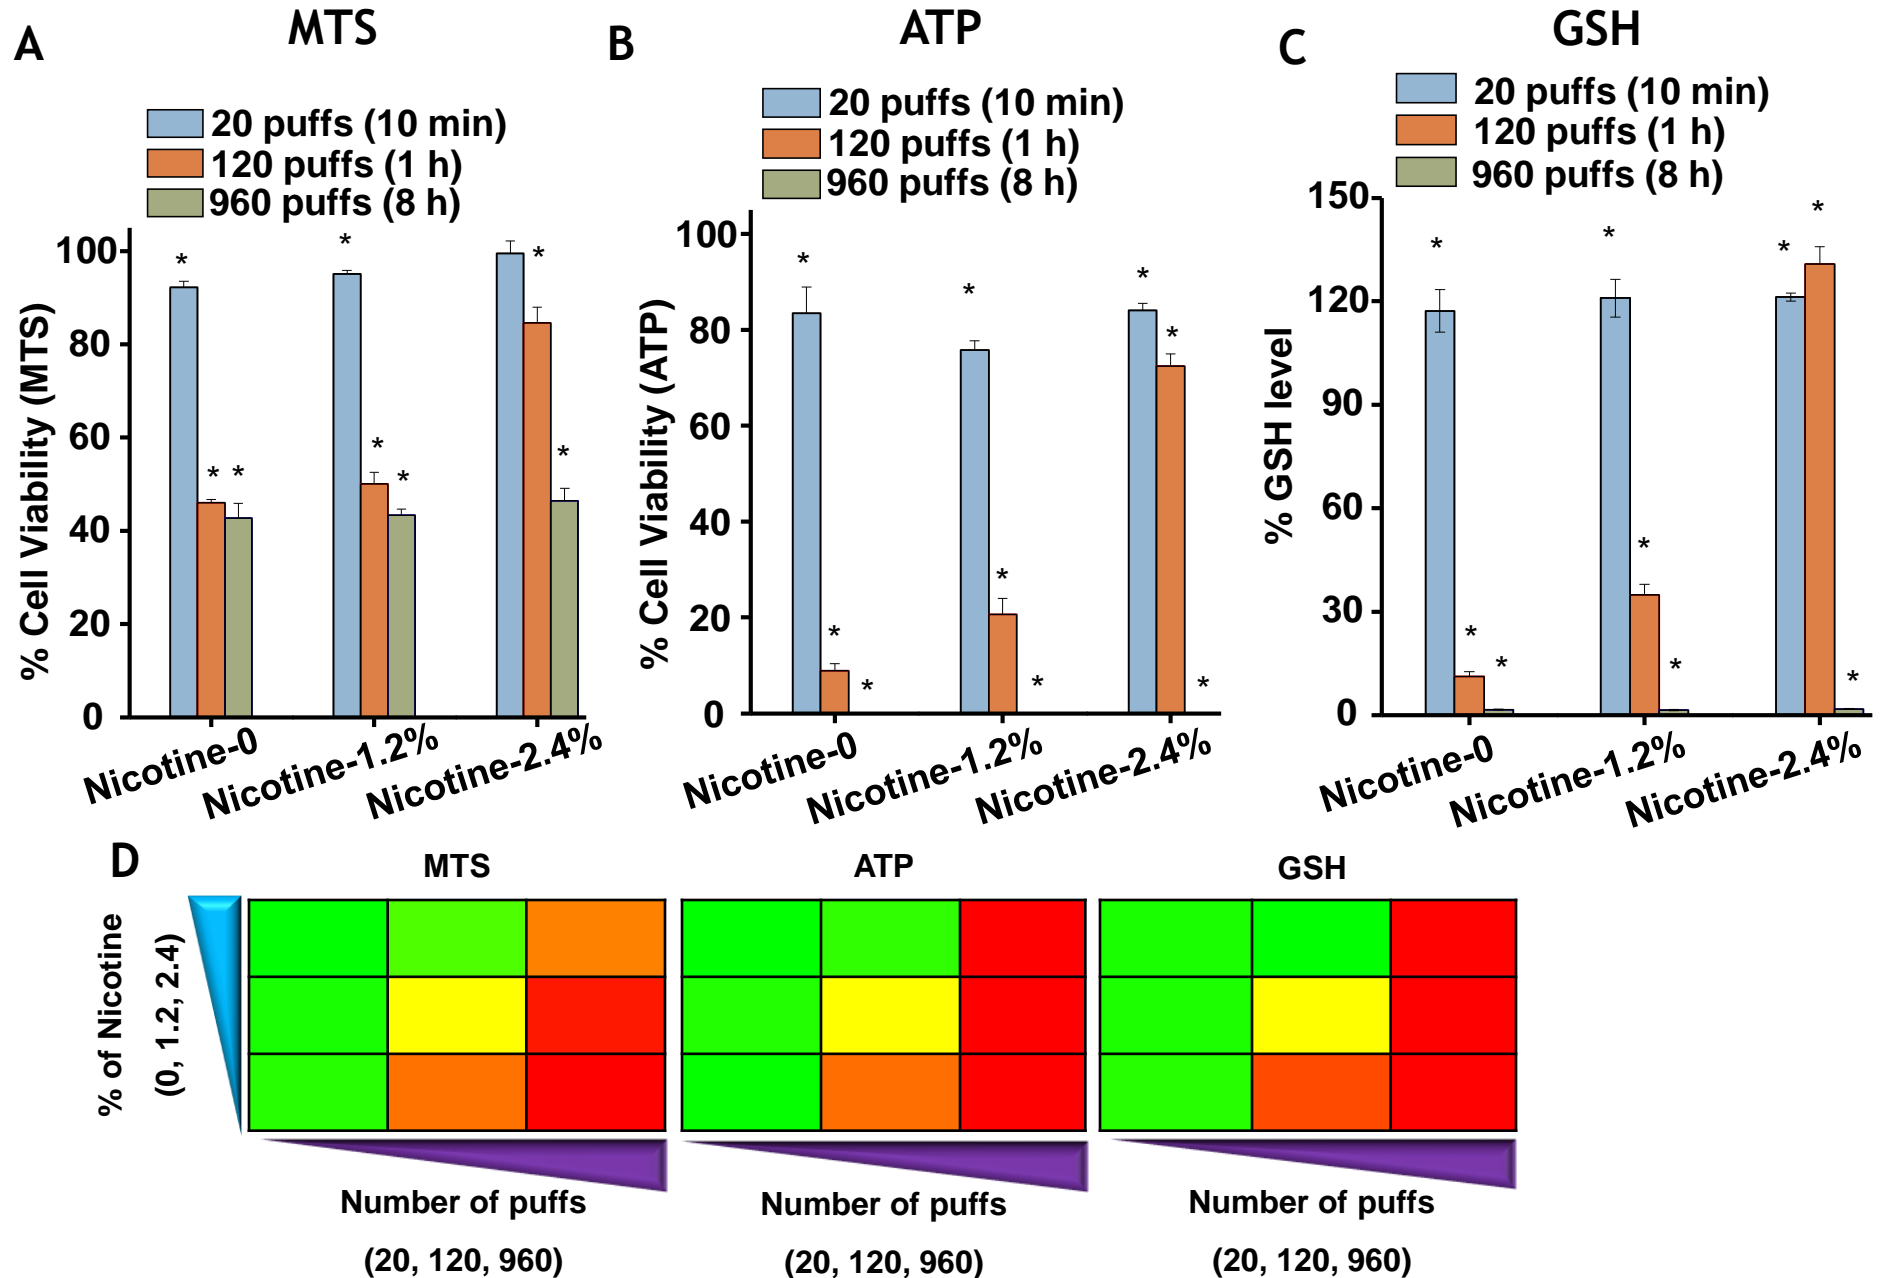 A
MTS
20 puffs (10 min)
120 puffs (1 h)
960 puffs (8 h)
% Cell Viability (MTS)
100
80
60
40
20
0
* * * * * * * *
Nicotine-0
Nicotine-1.2%
Nicotine-2.4%
B
ATP
20 puffs (10 min)
120 puffs (1 h)
960 puffs (8 h)
% Cell Viability (ATP)
100
80
60
40
20
0
* * * * * * * * *
Nicotine-0
Nicotine-1.2%
Nicotine-2.4%
C
GSH
20 puffs (10 min)
120 puffs (1 h)
960 puffs (8 h)
% GSH level
150
120
90
60
30
0
* * * * * * * * *
Nicotine-0
Nicotine-1.2%
Nicotine-2.4%
D
MTS
ATP
GSH
% of Nicotine
(0, 1.2, 2.4)
Number of puffs
(20, 120, 960)
Number of puffs
(20, 120, 960)
Number of puffs
(20, 120, 960)